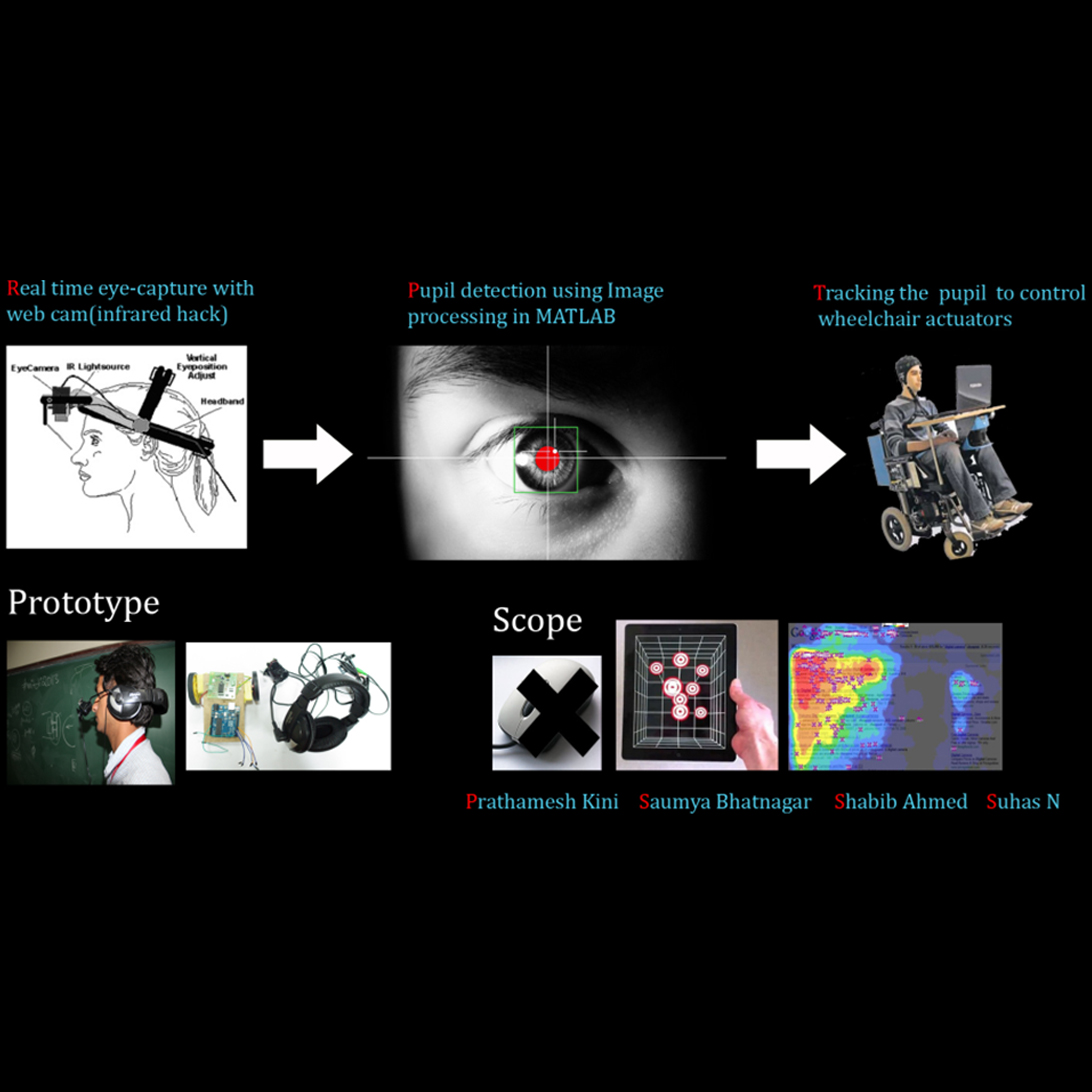 Real time eye-capture with
web cam(infrared hack)
Pupil detection using Image
processing in MATLAB
Tracking the  pupil  to control
wheelchair actuators
EyeCamera
IR Lightsource
Vertical
Eyeposition
Adjust
Headband
Prototype
Scope
Prathamesh Kini
Saumya Bhatnagar
Shabib Ahmed
Suhas N